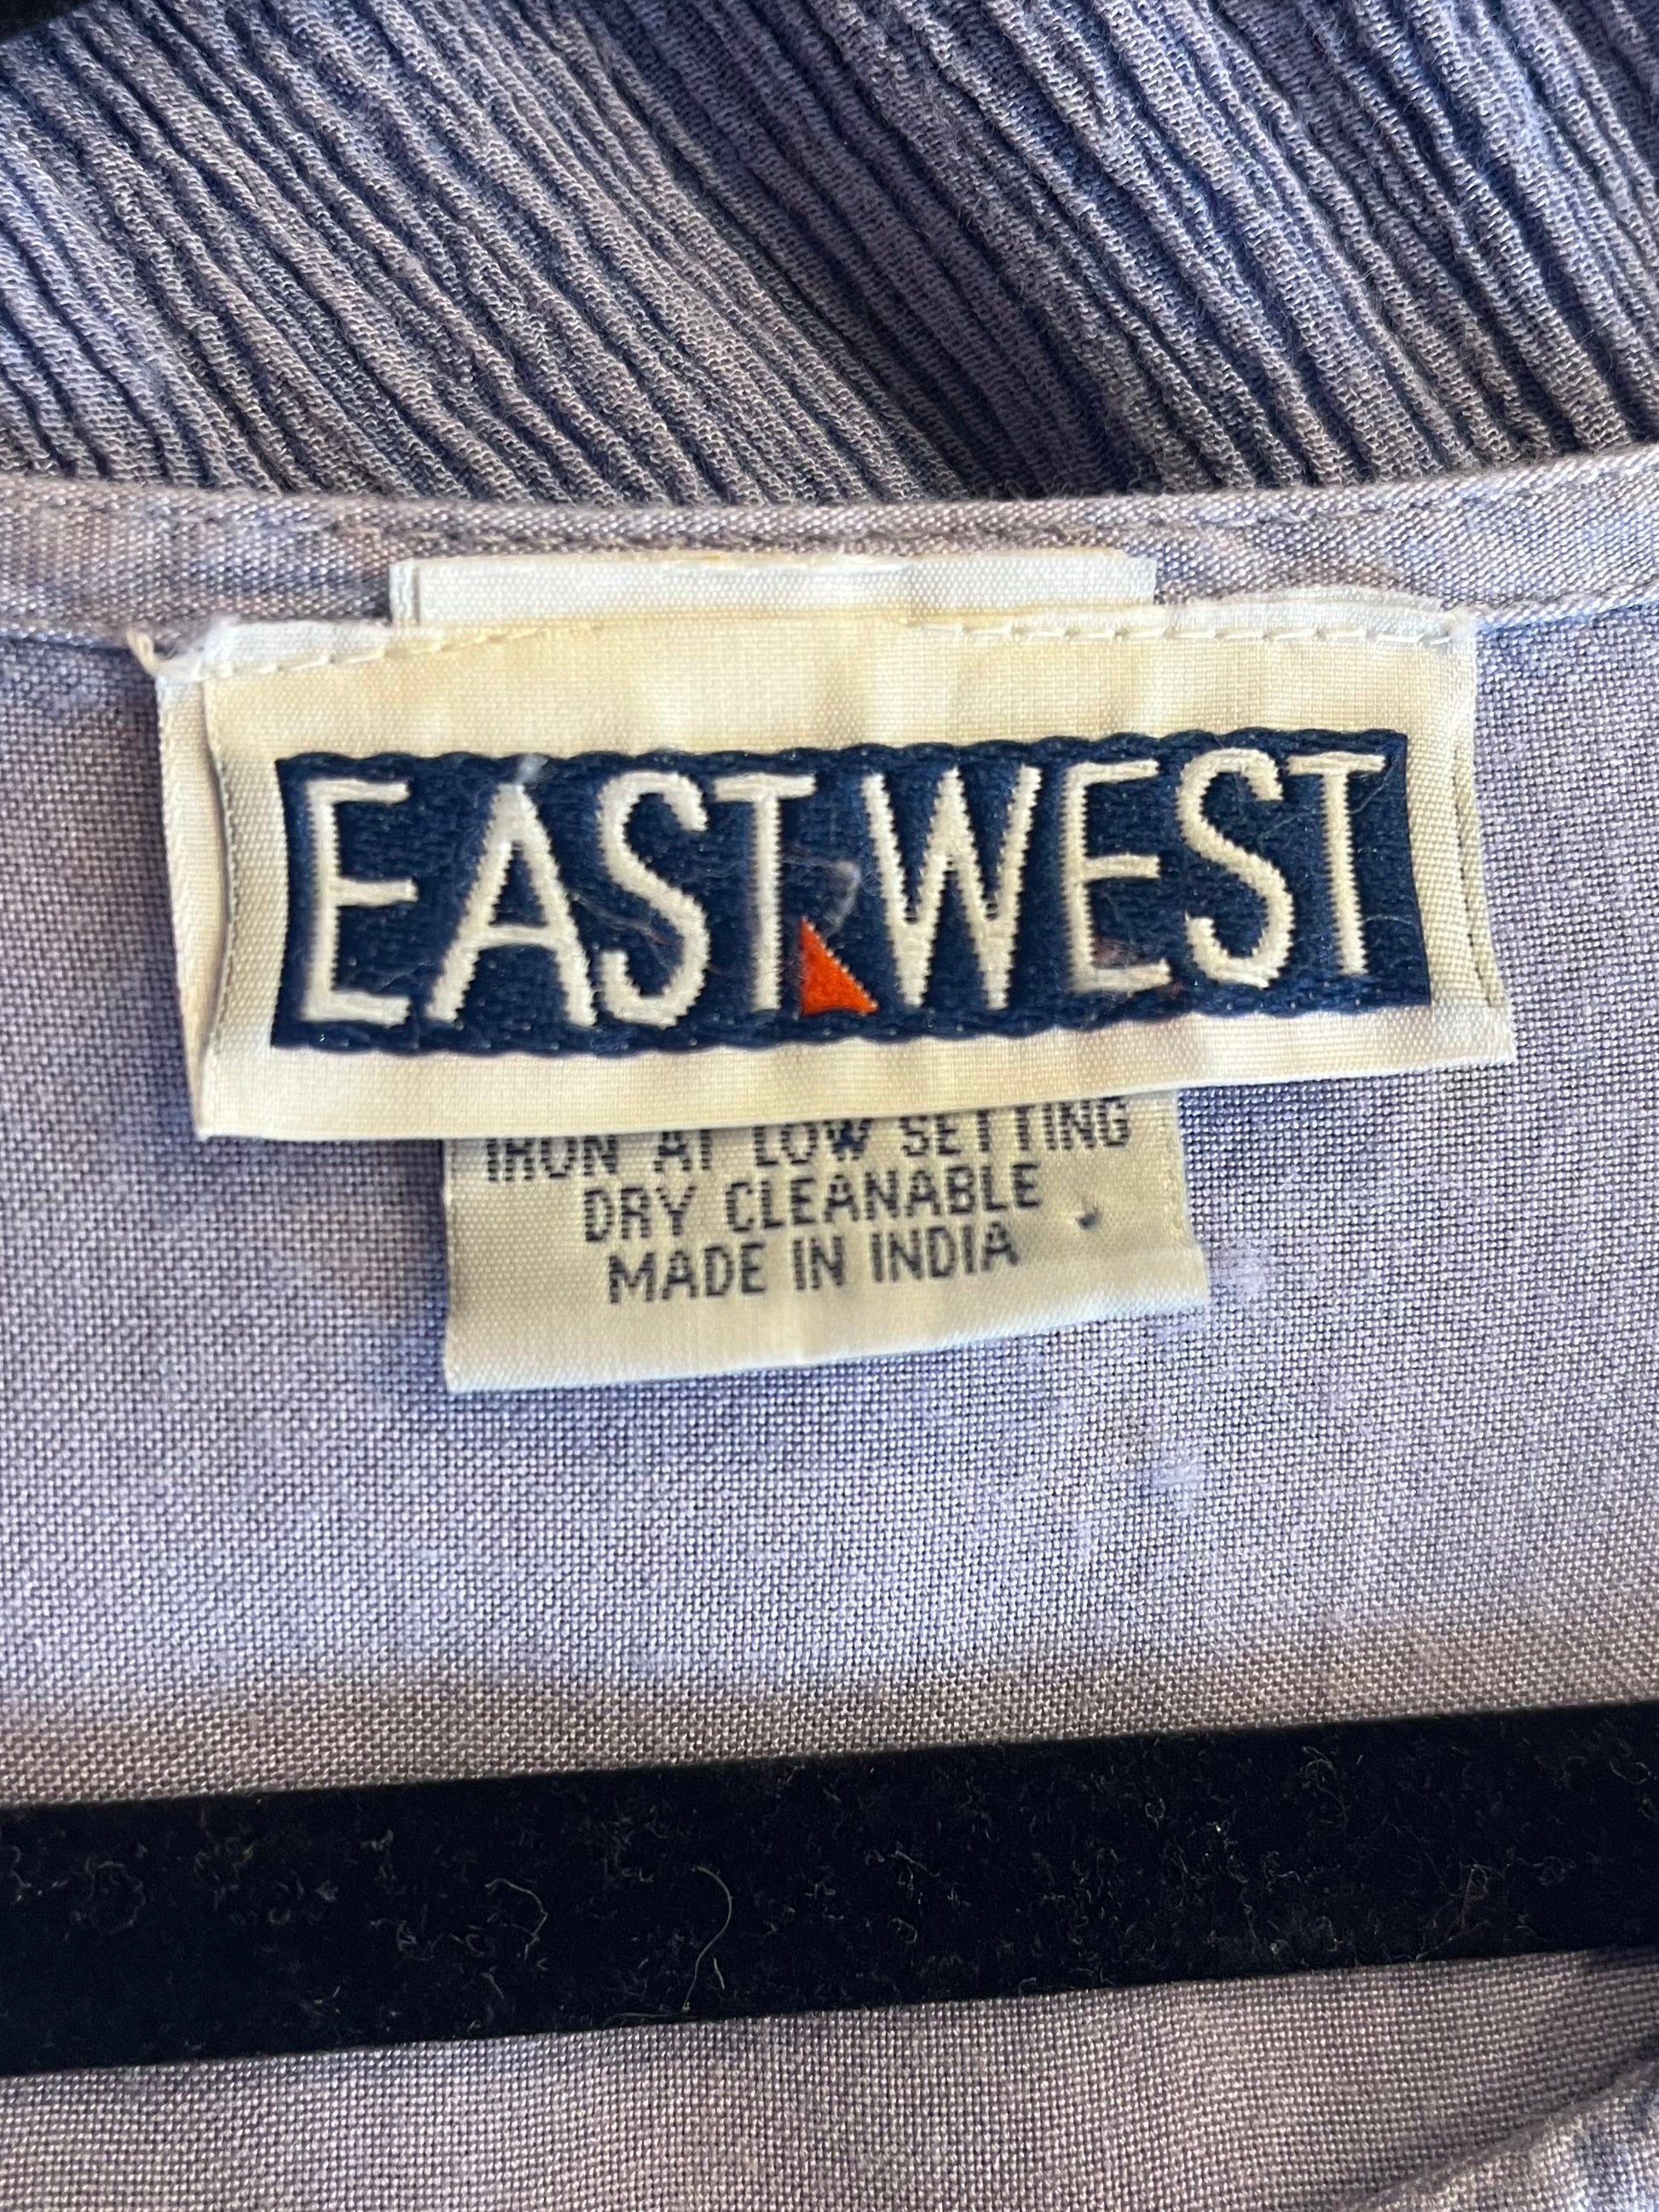 EAST WEST
IRON AT LOW SETTING
DRY CLEANABLE
MADE IN INDIA